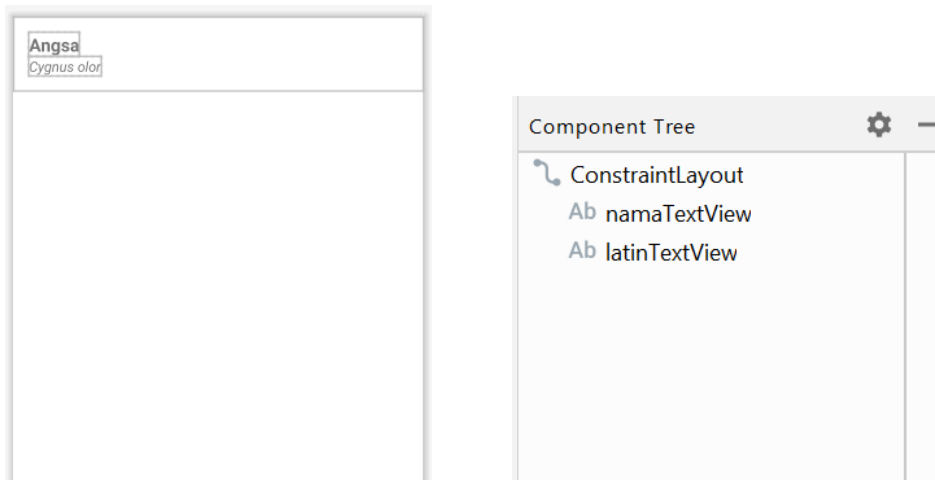 Angsa
Cygnus olor
Component Tree
ConstraintLayout
Ab namaTextView
Ab latinTextView